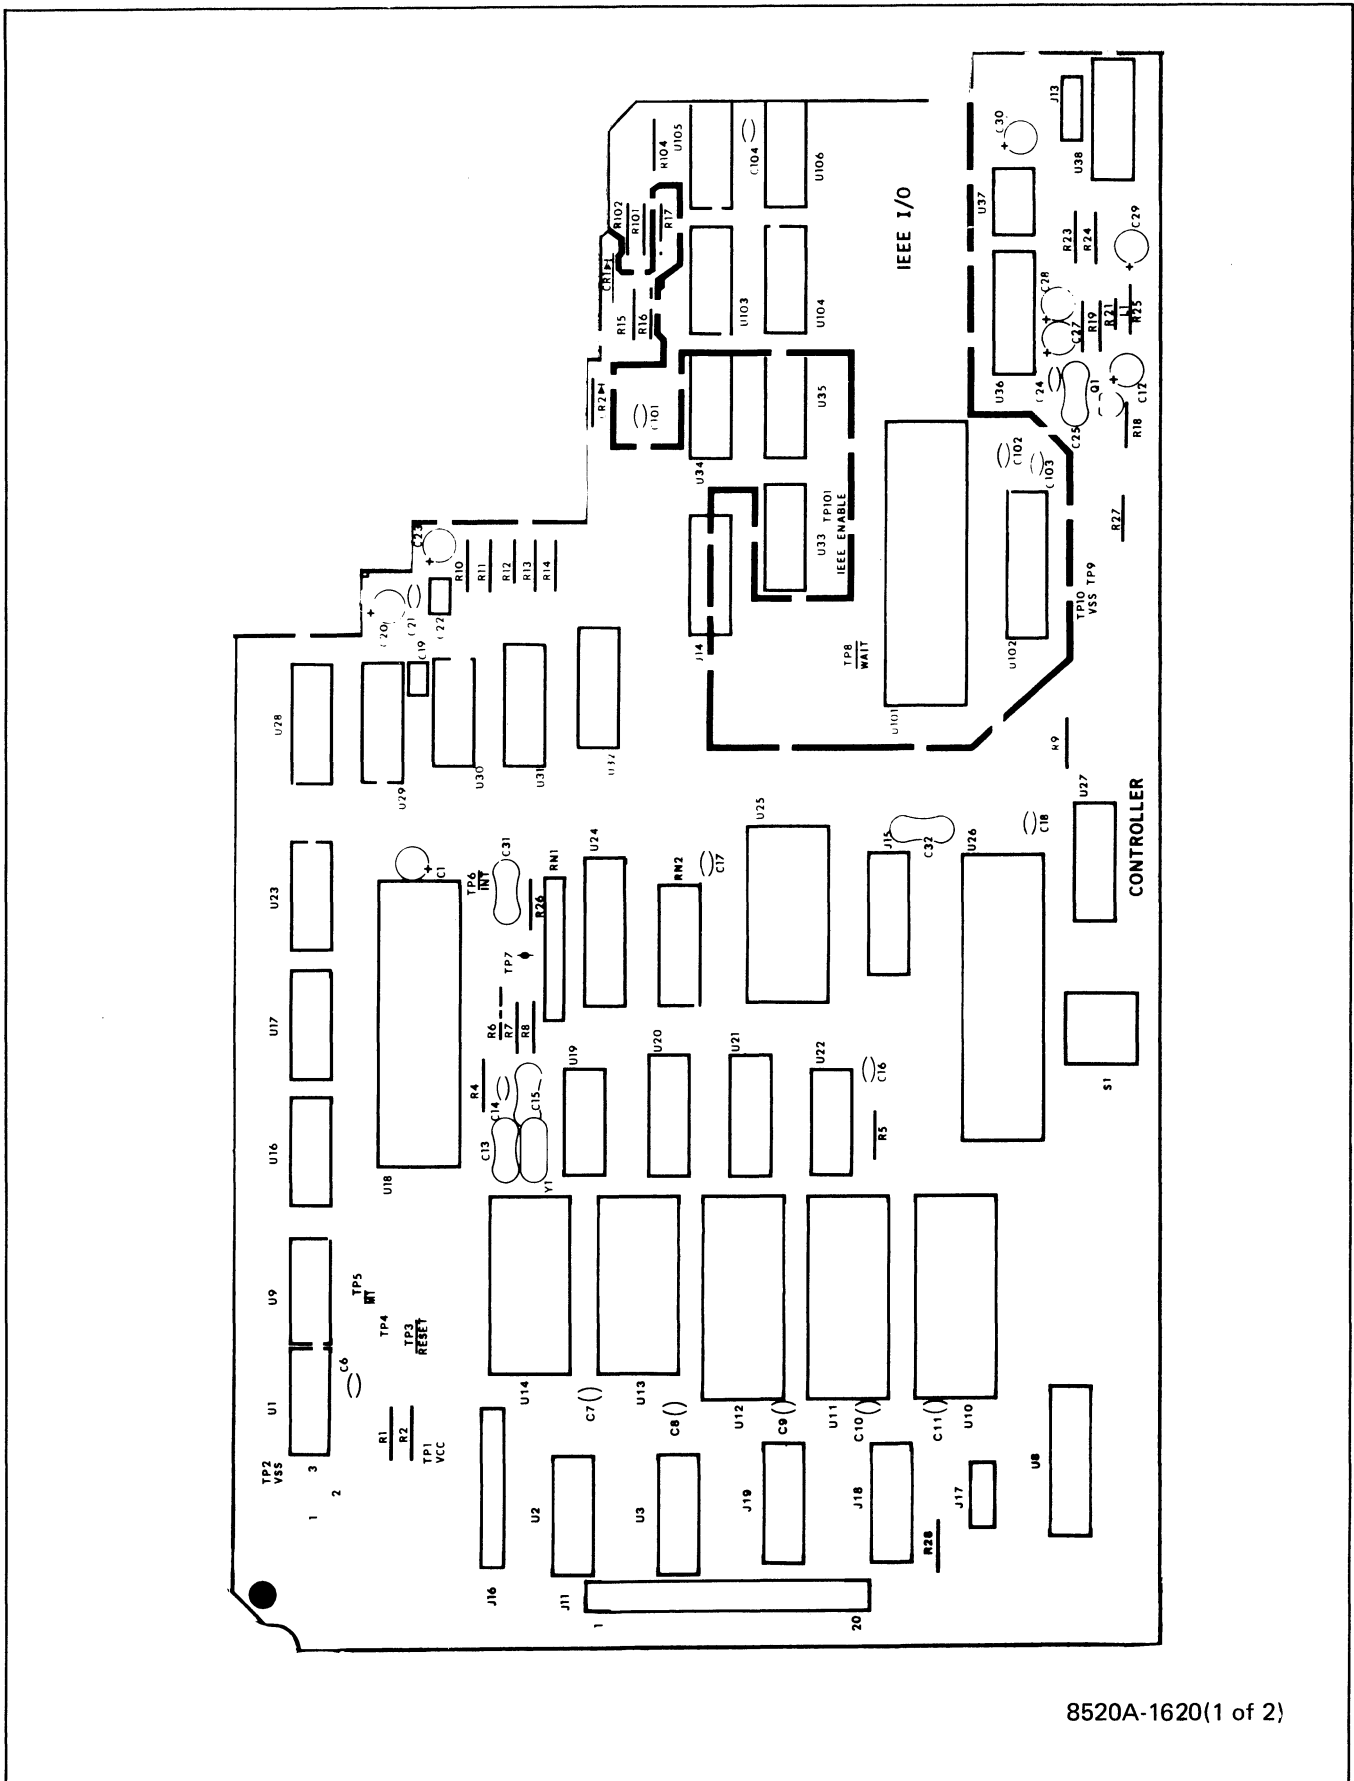 C30
J13
U38
U37
R23
R24
C29
C28
C27
R19
R21
L1
R25
U36
C24
Q1
C12
C25
R18
R27
U105
R104
C104
U106
R102
R101
R17
CR1
R15
R16
U103
U104
IEEE I/O
CR2
C101
U34
U35
C102
C103
U33 TP101
IEEE ENABLE
J14
TP8
WAIT
U101
U102
TP10 TP9
VSS
C23
R10
R11
R12
R13
R14
C20
C21
C22
C19
U28
U29
U30
U31
U32
R9
U27
CONTROLLER
U23
C1
TP6
INT
C31
RN1
R26
TP7
U24
RN2
C17
U25
J15
C32
U26
C18
U17
R6
R7
R8
U19
U20
U21
U22
C16
R5
S1
U16
U18
R4
C14
C15
C13
Y1
U9
TP5
MT
TP4
TP3
RESET
U1
C6
U14
C7
U13
C8
U12
C9
U11
C10
C11
U10
TP2
VSS
3
2
1
R1
R2
TP1
VCC
J16
U2
U3
J19
J18
J17
R28
U8
J11
1
20
8520A-1620(1 of 2)